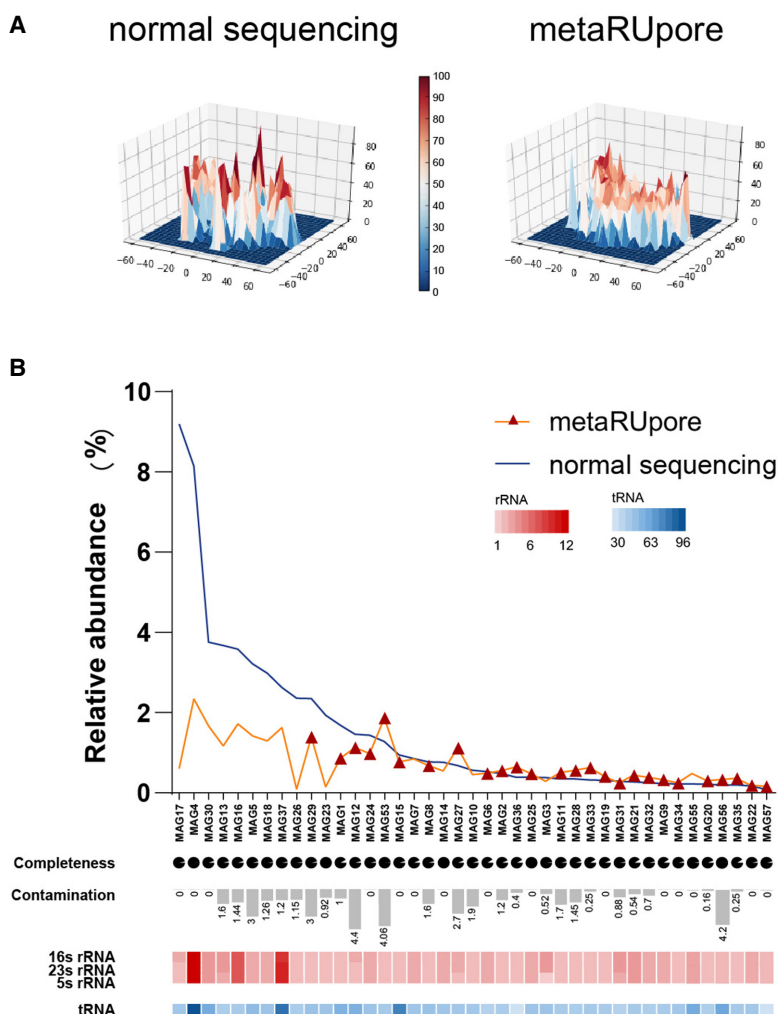 A
normal sequencing
metaRUpore
100
90
80
70
60
50
40
30
20
10
0
80
60
40
20
0
60
40
20
0
−20
−40
−60
−60
−40
−20
0
20
40
60
80
60
40
20
0
60
40
20
0
−20
−40
−60
−60
−40
−20
0
20
40
60
B
Relative abundance (%)
10
8
6
4
2
0
metaRUpore
normal sequencing
rRNA
1 6 12
tRNA
30 63 96
MAG17
MAG4
MAG30
MAG13
MAG16
MAG5
MAG18
MAG37
MAG26
MAG29
MAG23
MAG1
MAG12
MAG24
MAG53
MAG15
MAG7
MAG8
MAG14
MAG27
MAG10
MAG6
MAG2
MAG36
MAG25
MAG3
MAG11
MAG28
MAG33
MAG19
MAG31
MAG21
MAG32
MAG9
MAG34
MAG55
MAG20
MAG56
MAG35
MAG22
MAG57
Completeness
Contamination
0
0
0
1.6
1.44
3
1.26
1.2
1.15
3
0.92
1
4.4
0
4.06
0
0
1.6
0
2.7
1.9
0
1.2
0.4
0
0.52
1.7
1.45
0.25
0
0.88
0.54
0.7
0
0
0
0.16
4.2
0.25
0
0
16s rRNA
23s rRNA
5s rRNA
tRNA